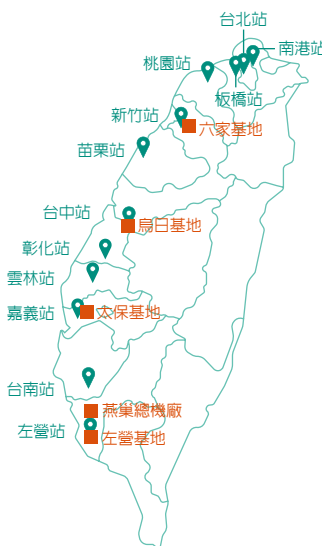 台北站
南港站
桃園站
板橋站
新竹站
六家基地
苗栗站
台中站
烏日基地
彰化站
雲林站
嘉義站
太保基地
台南站
燕巢總機廠
左營站
左營基地